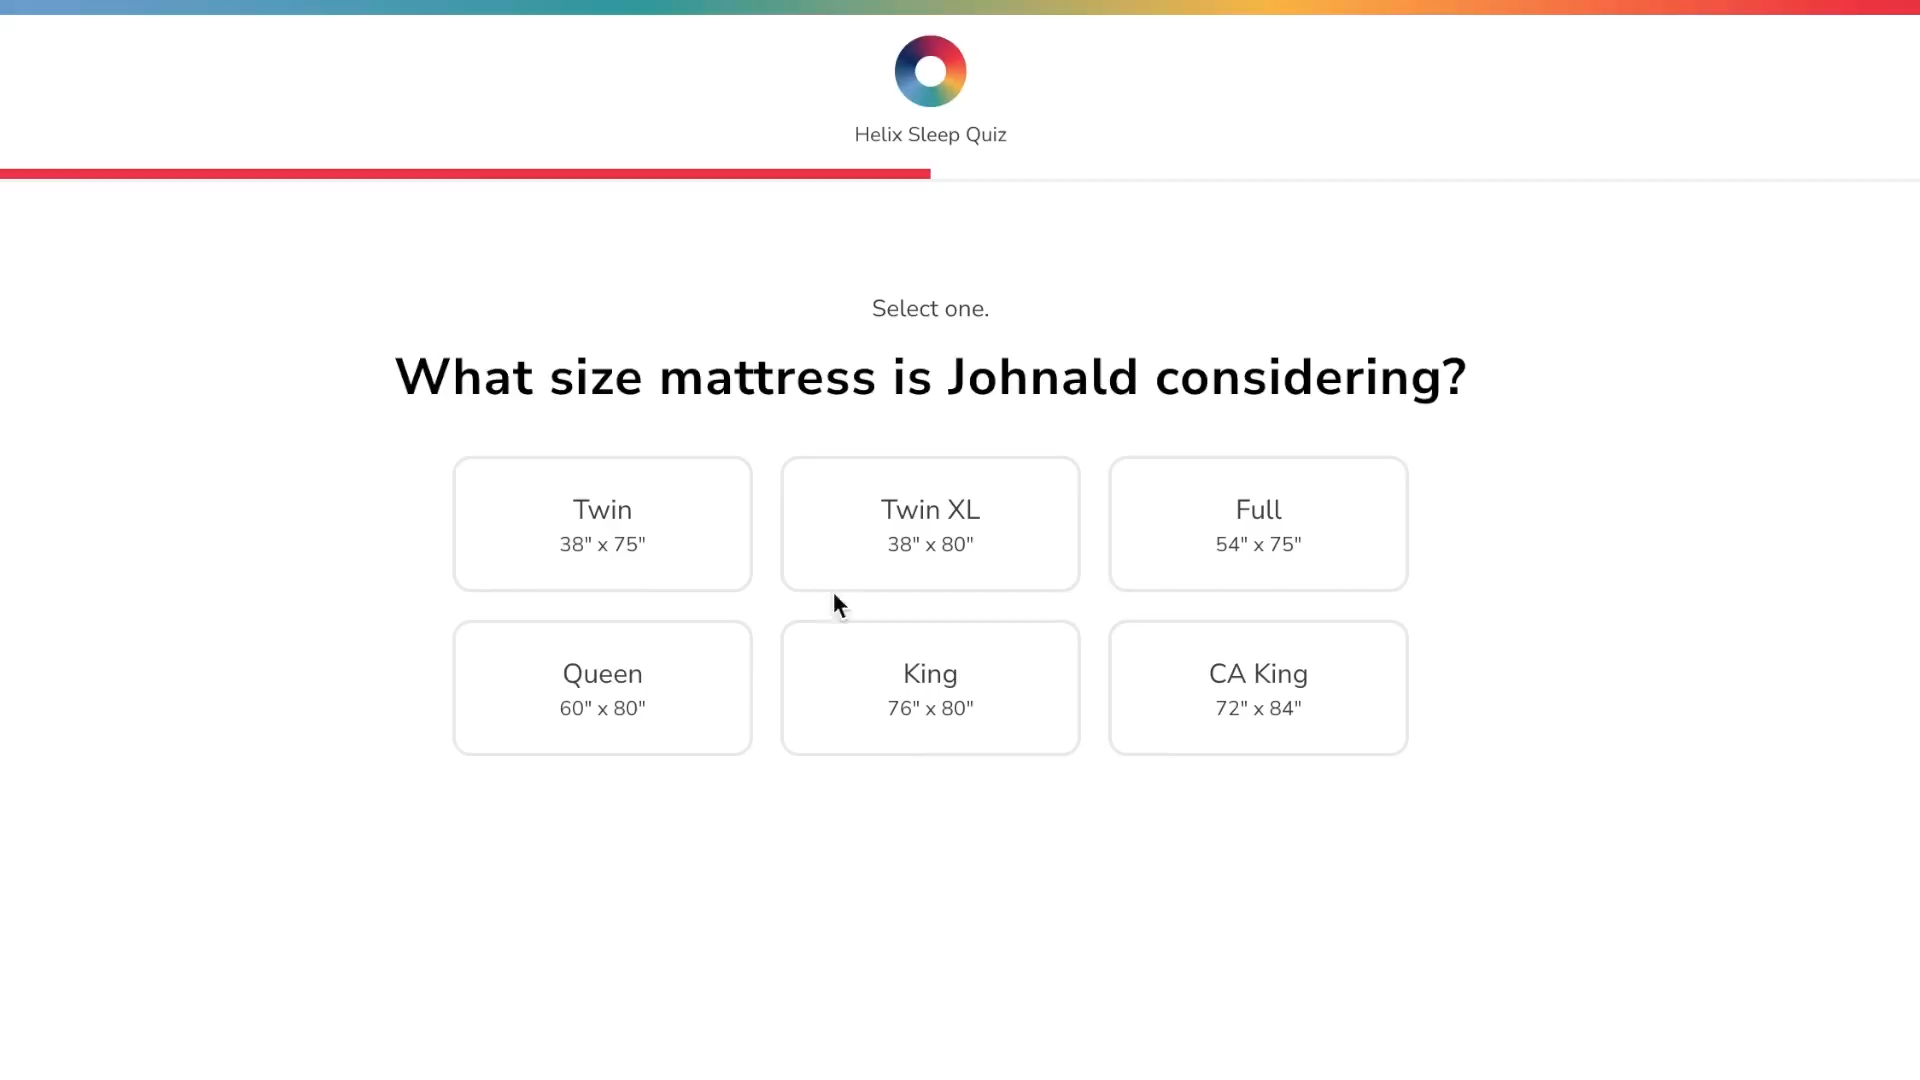 Helix Sleep Quiz
Select one.
What size mattress is Johnald considering?
Twin
38" x 75"
Twin XL
38" x 80"
Full
54" x 75"
Queen
60" x 80"
King
76" x 80"
CA King
72" x 84"